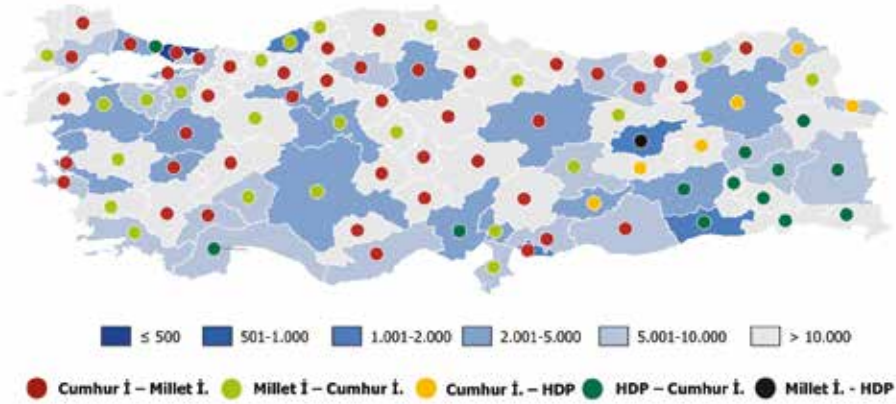 ≤ 500 501-1.000 1.001-2.000 2.001-5.000 5.001-10.000 > 10.000
Cumhur İ – Millet İ. Millet İ – Cumhur İ. Cumhur İ. – HDP HDP – Cumhur İ. Millet İ. - HDP